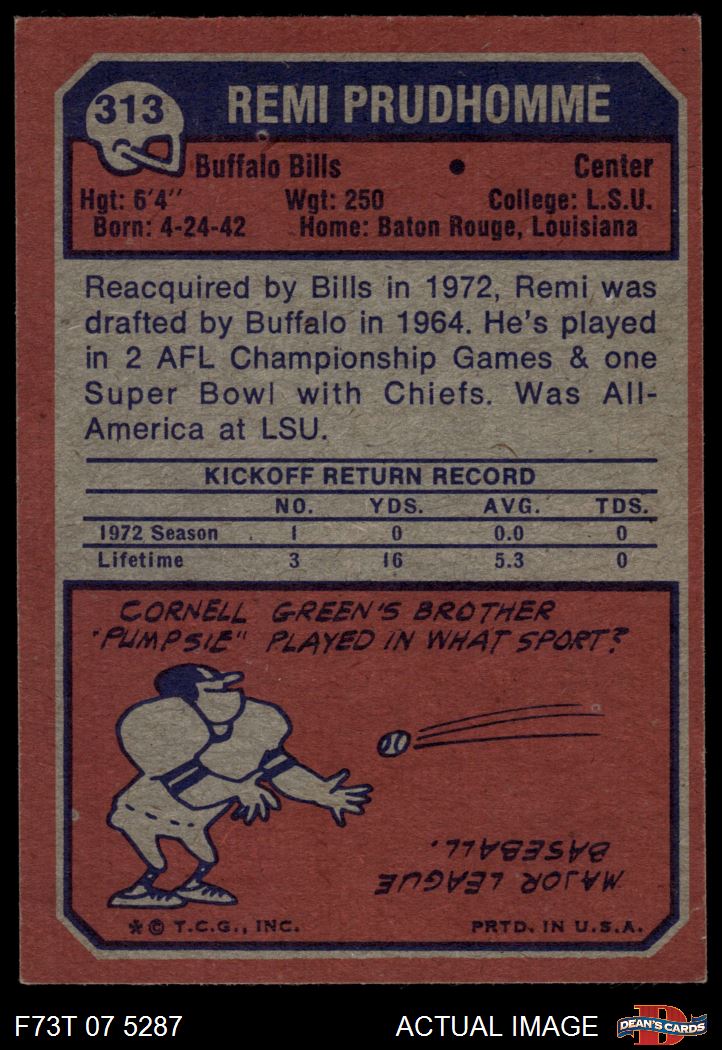 313
REMI PRUDHOMME
Buffalo Bills • Center
Hgt: 6'4" Wgt: 250 College: L.S.U.
Born: 4-24-42 Home: Baton Rouge, Louisiana
Reacquired by Bills in 1972, Remi was
drafted by Buffalo in 1964. He's played
in 2 AFL Championship Games & one
Super Bowl with Chiefs. Was All-
America at LSU.
KICKOFF RETURN RECORD
NO. YDS. AVG. TDS.
1972 Season 1 0 0.0 0
Lifetime 3 16 5.3 0
CORNELL GREEN'S BROTHER
"PUMPSIE" PLAYED IN WHAT SPORT?
MAJOR LEAGUE
BASEBALL.
*© T.C.G., INC. PRTD. IN U.S.A.
F73T 07 5287 ACTUAL IMAGE
D
DEAN'S CARDS